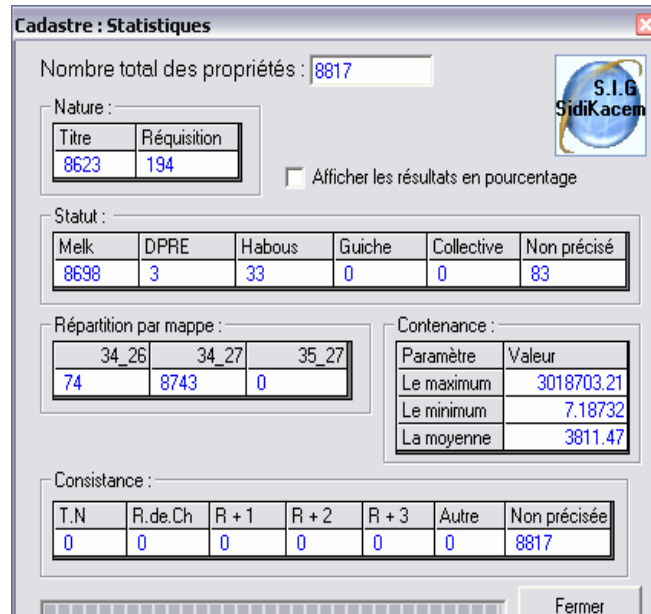 Cadastre : Statistiques
Nombre total des propriétés : 8817
S.I.G
SidiKacem
Nature :
Titre Réquisition
8623 194
Afficher les résultats en pourcentage
Statut :
Melk DPRE Habous Guiche Collective Non précisé
8698 3 33 0 0 83
Répartition par mappe :
34_26 34_27 35_27
74 8743 0
Contenance :
Paramètre Valeur
Le maximum 3018703.21
Le minimum 7.18732
La moyenne 3811.47
Consistance :
T.N R.de.Ch R + 1 R + 2 R + 3 Autre Non précisée
0 0 0 0 0 0 8817
Fermer